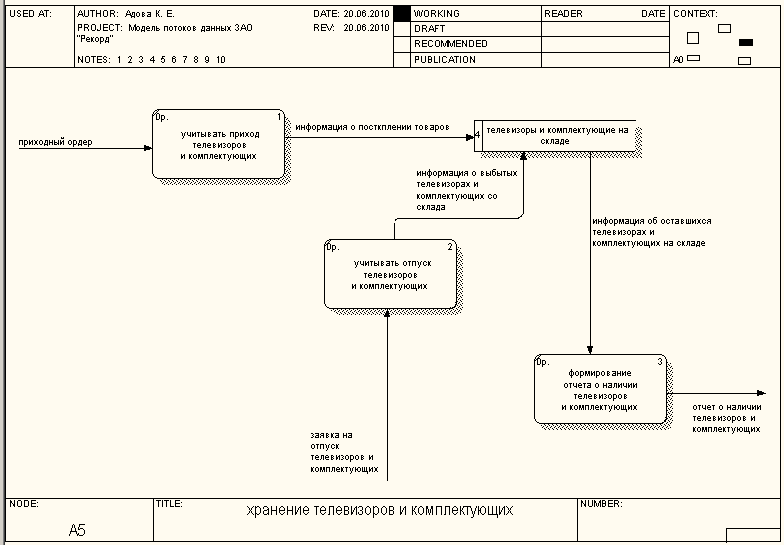 USED AT:
AUTHOR: Адова К. Е.
DATE: 20.06.2010
PROJECT: Модель потоков данных ЗАО
"Рекорд"
REV: 20.06.2010
NOTES: 1 2 3 4 5 6 7 8 9 10
WORKING
DRAFT
RECOMMENDED
PUBLICATION
READER
DATE
CONTEXT:
A0
приходный ордер
0р.
1
учитывать приход
телевизоров
и комплектующих
информация о посткплении товаров
4
телевизоры и комплектующие на
складе
информация о выбытых
телевизорах и
комплектующих со
склада
0р.
2
учитывать отпуск
телевизоров
и комплектующих
информация об оставшихся
телевизорах и
комплектующих на складе
0р.
3
формирование
отчета о наличии
телевизоров
и комплектующих
отчет о наличии
телевизоров и
комплектующих
заявка на
отпуск
телевизоров и
комплектующих
NODE:
A5
TITLE:
хранение телевизоров и комплектующих
NUMBER: